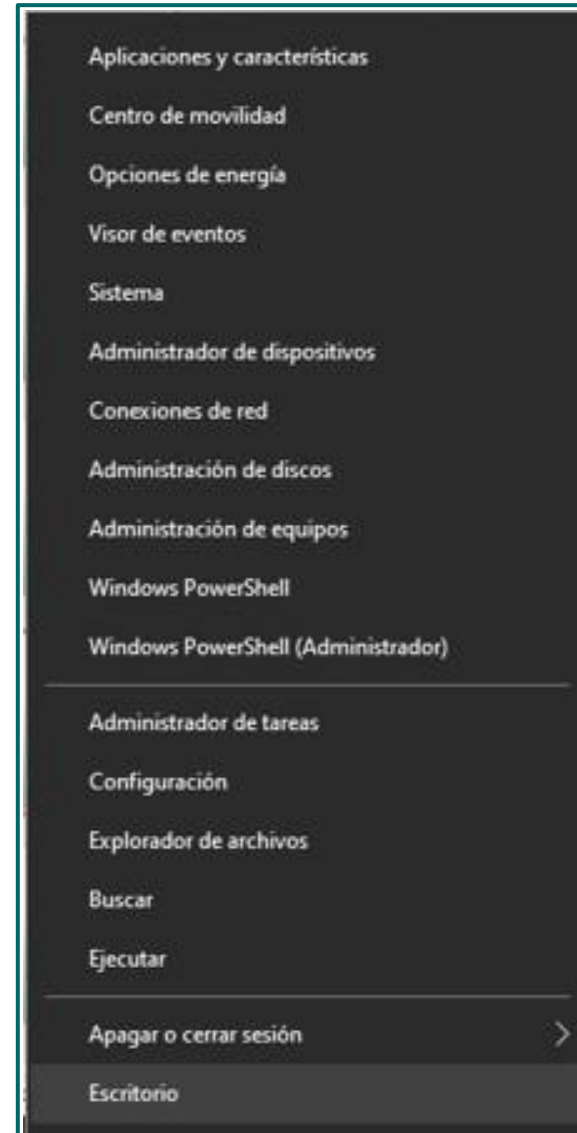 Aplicaciones y características
Centro de movilidad
Opciones de energía
Visor de eventos
Sistema
Administrador de dispositivos
Conexiones de red
Administración de discos
Administración de equipos
Windows PowerShell
Windows PowerShell (Administrador)
Administrador de tareas
Configuración
Explorador de archivos
Buscar
Ejecutar
Apagar o cerrar sesión
Escritorio